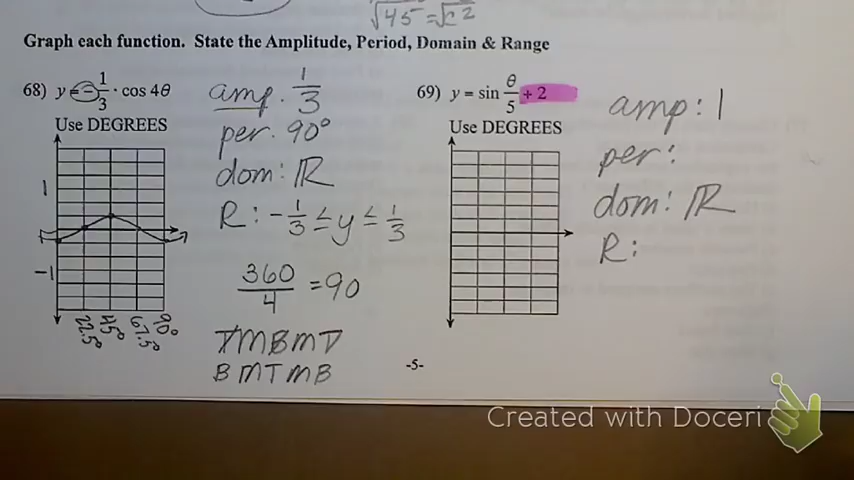 √45 = √c²
Graph each function. State the Amplitude, Period, Domain & Range
68) y = -1/3 · cos 4θ
Use DEGREES
1
-1
22.5° 45° 67.5° 90°
amp. 1/3
per. 90°
dom: ℝ
R: -1/3 ≤ y ≤ 1/3
360/4 = 90
TMBMT
BMTMB
69) y = sin θ/5 + 2
Use DEGREES
amp: 1
per:
dom: ℝ
R:
-5-
Created with Doceri